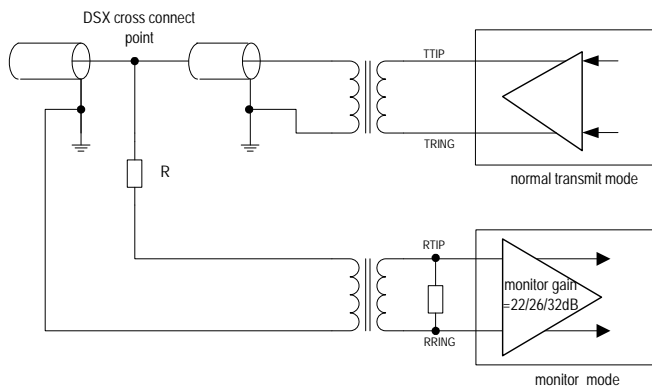 DSX cross connect
point
TTIP
TRING
normal transmit mode
R
RTIP
monitor gain
=22/26/32dB
RRING
monitor mode